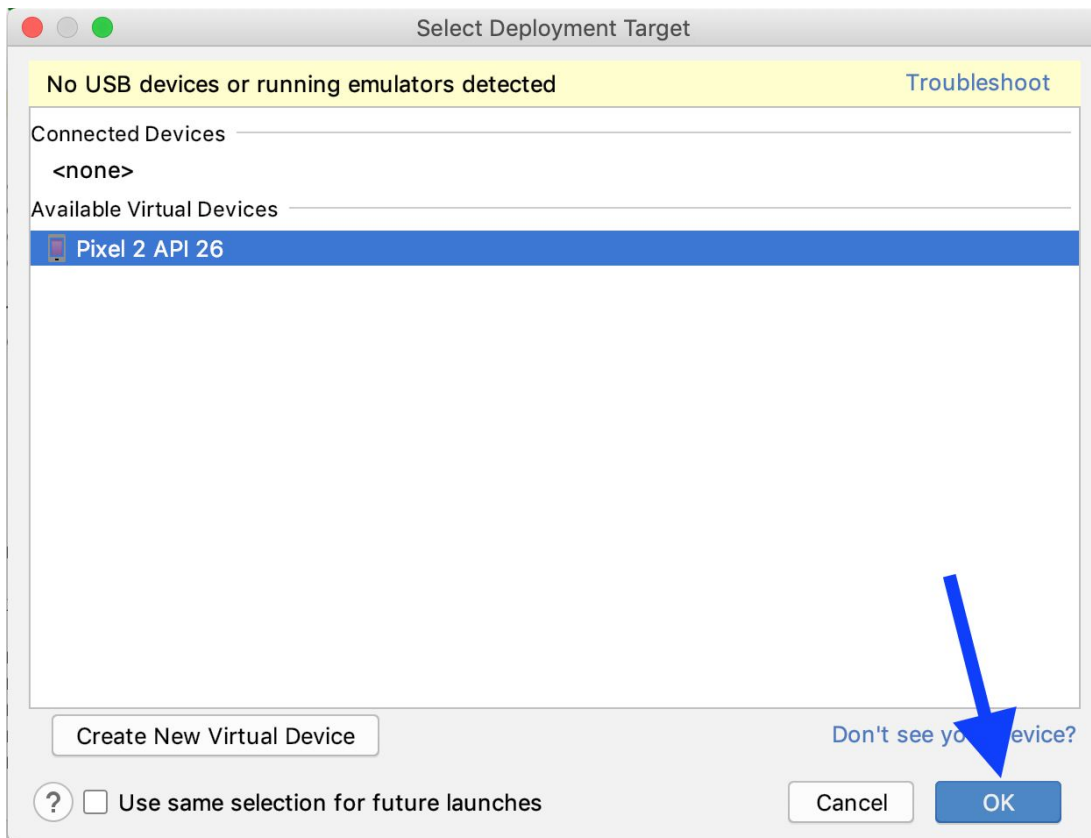 Select Deployment Target
No USB devices or running emulators detected Troubleshoot
Connected Devices
<none>
Available Virtual Devices
Pixel 2 API 26
Create New Virtual Device Don't see evice?
? Use same selection for future launches Cancel OK